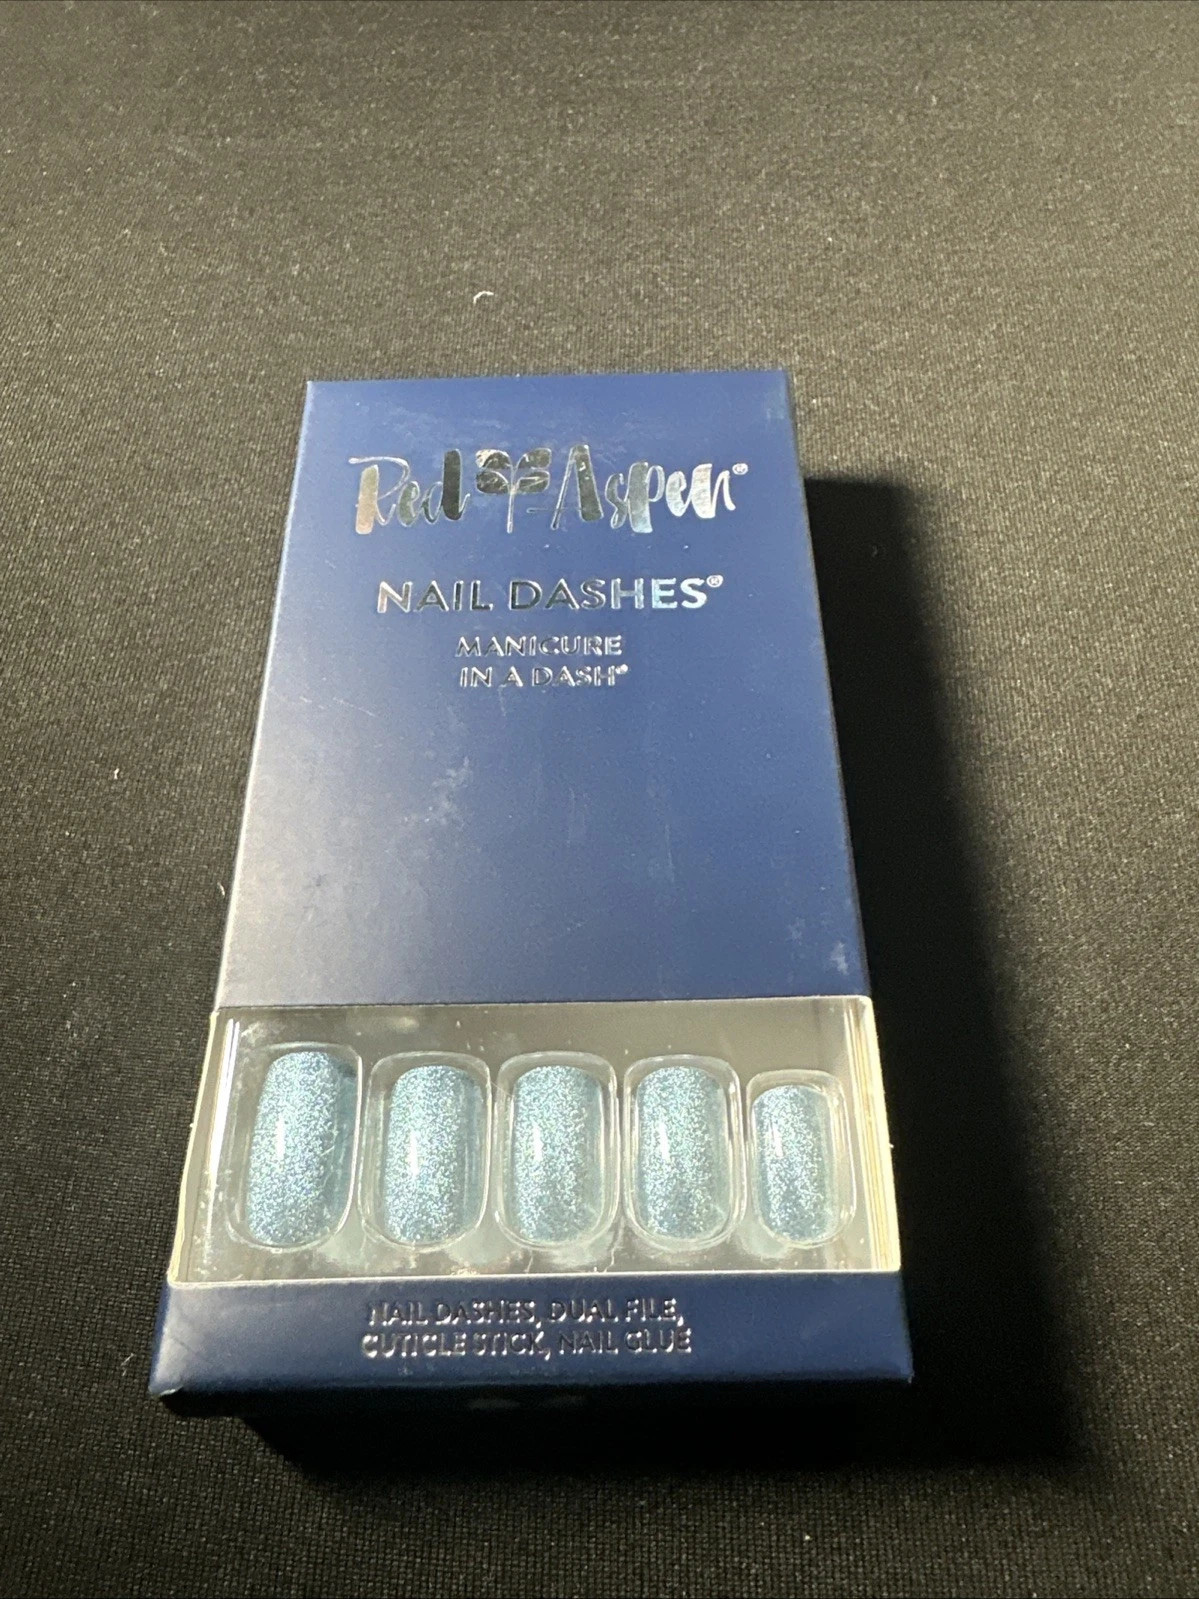 Red Aspen®
NAIL DASHES®
MANICURE
IN A DASH®
NAIL DASHES, DUAL FILE,
CUTICLE STICK, NAIL GLUE